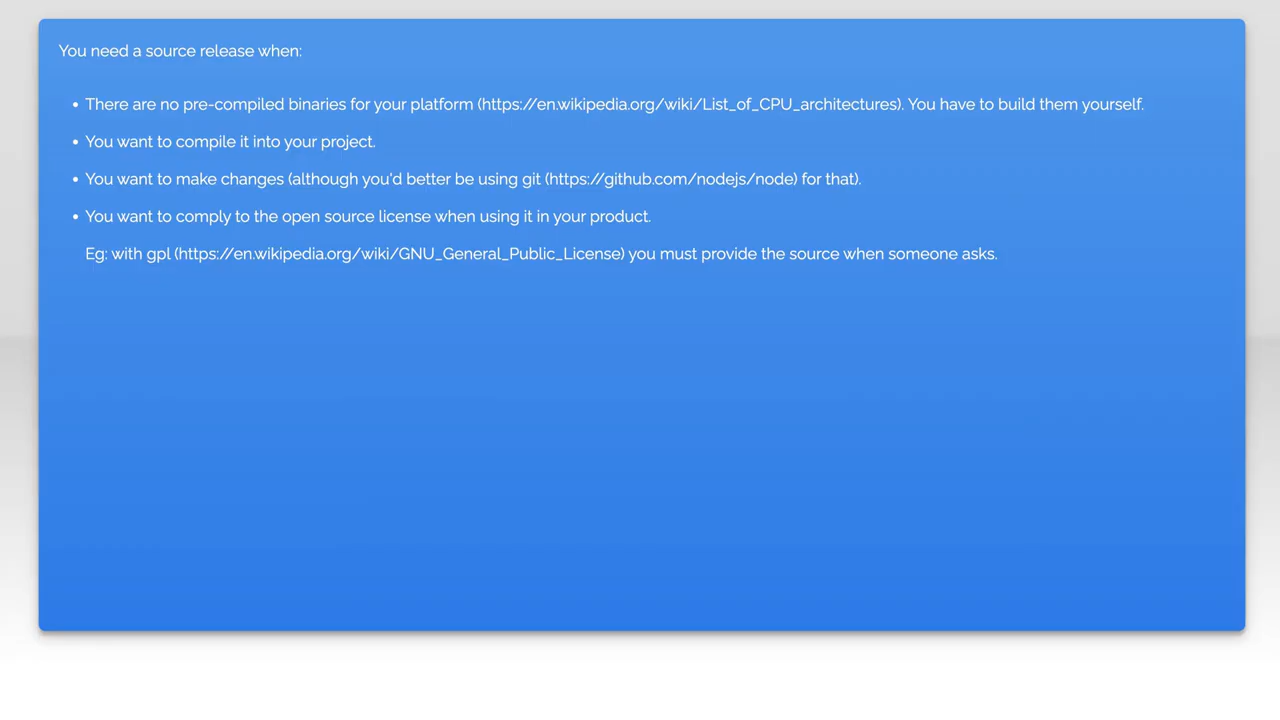 You need a source release when:
• There are no pre-compiled binaries for your platform (https://en.wikipedia.org/wiki/List_of_CPU_architectures). You have to build them yourself.
• You want to compile it into your project.
• You want to make changes (although you'd better be using git (https://github.com/nodejs/node) for that).
• You want to comply to the open source license when using it in your product.
Eg: with gpl (https://en.wikipedia.org/wiki/GNU_General_Public_License) you must provide the source when someone asks.